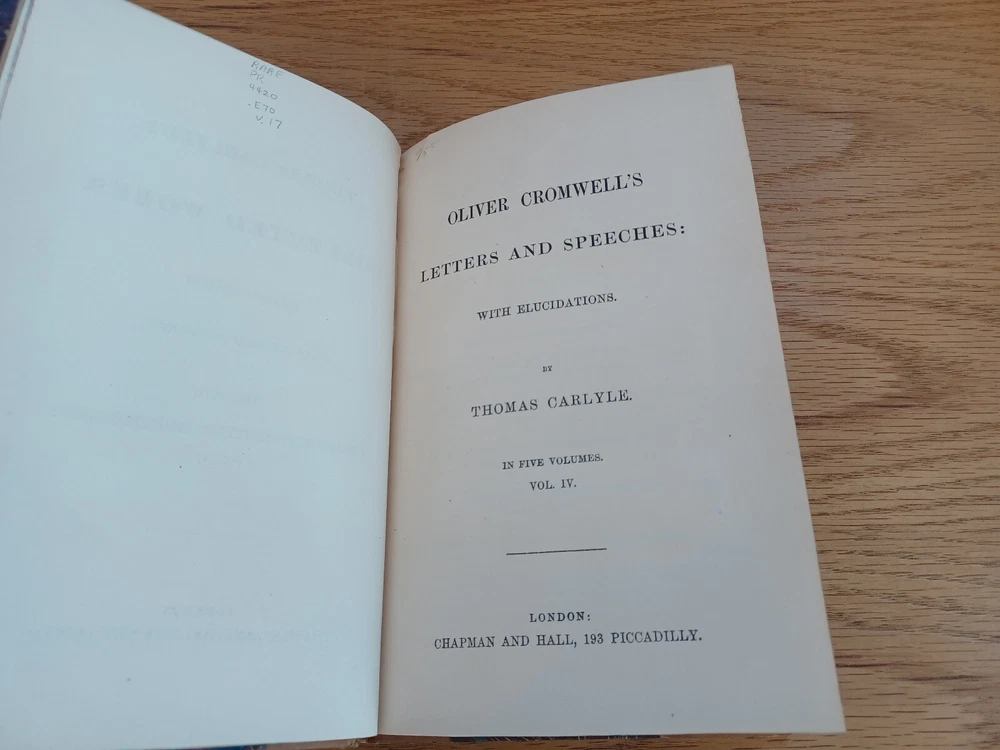 RARE
PR
4420
.E70
V.17
OLIVER CROMWELL'S
LETTERS AND SPEECHES:
WITH ELUCIDATIONS.
BY
THOMAS CARLYLE.
IN FIVE VOLUMES.
VOL. IV.
LONDON:
CHAPMAN AND HALL, 193 PICCADILLY.